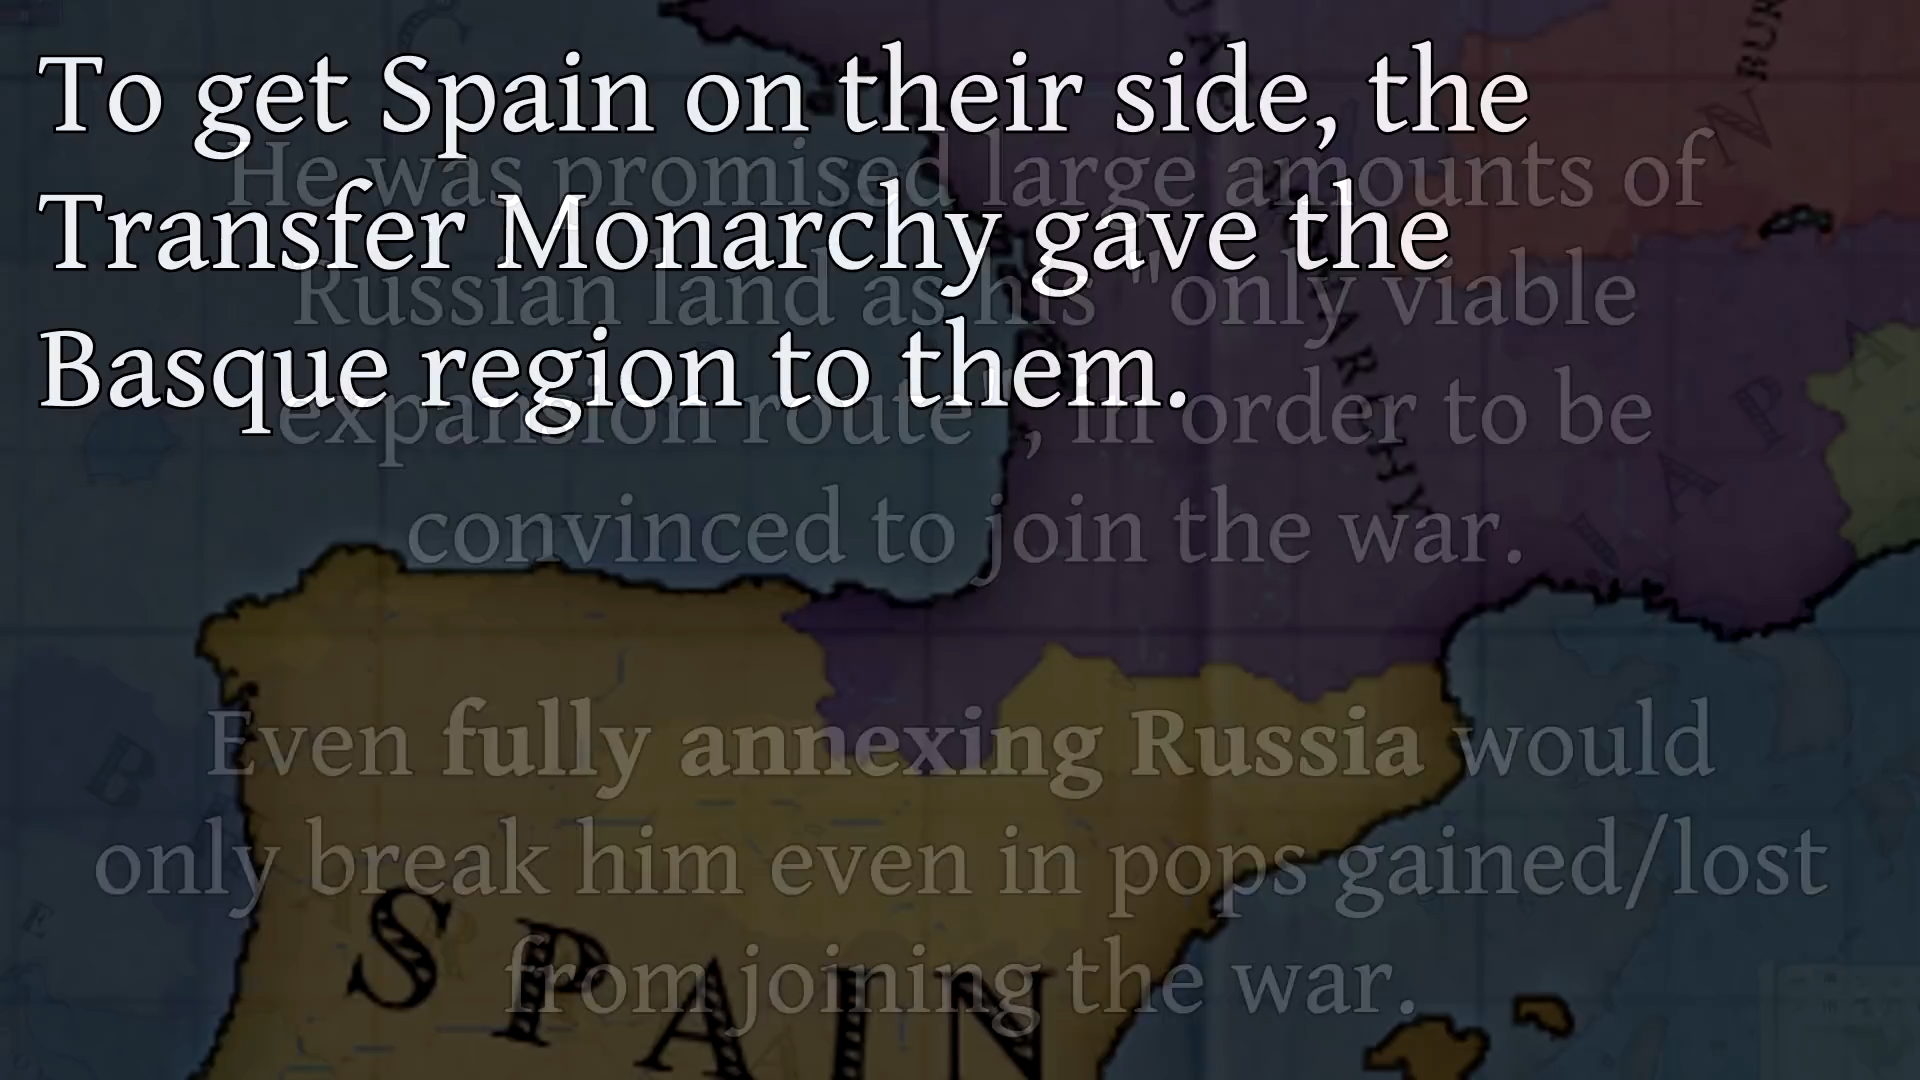 To get Spain on their side, the
Transfer Monarchy gave the
Basque region to them.
He was promised large amounts of
Russian land as his "only viable
expansion route", in order to be
convinced to join the war.
Even fully annexing Russia would
only break him even in pops gained/lost
from joining the war.
SPAIN